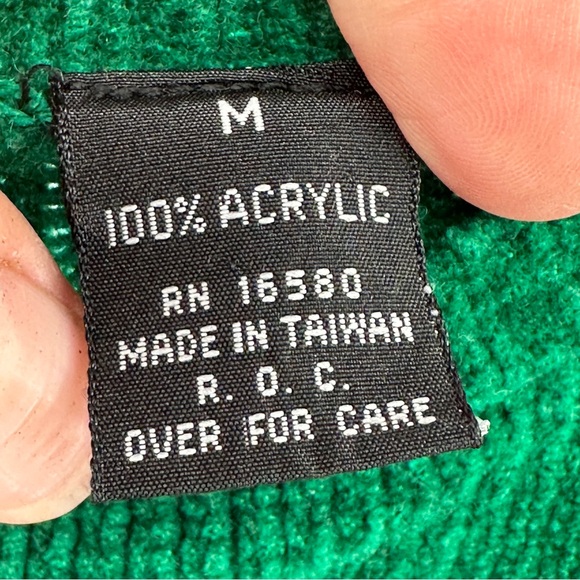 M
100% ACRYLIC
RN 16580
MADE IN TAIWAN
R. O. C.
OVER FOR CARE